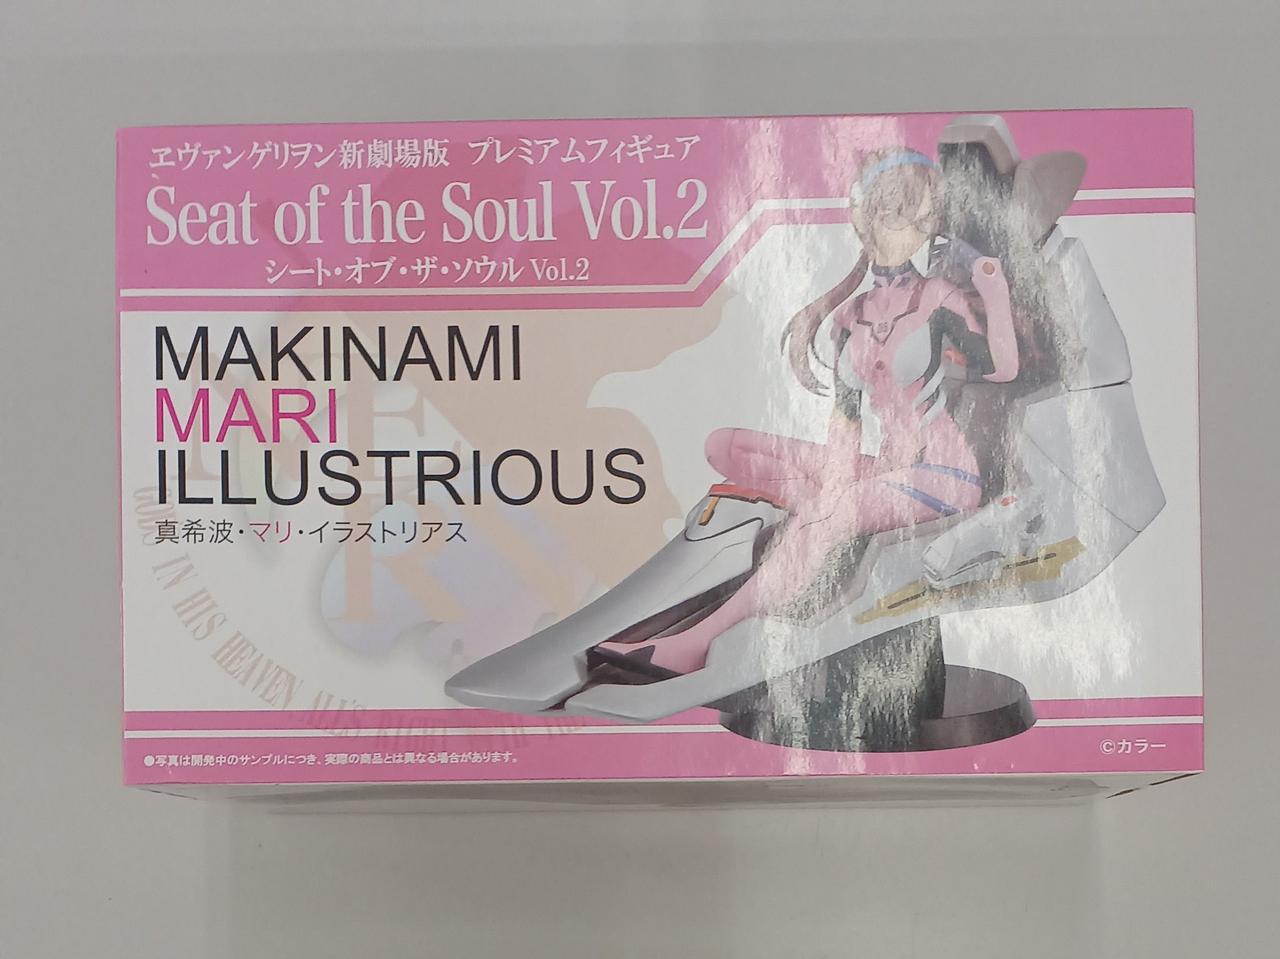 ヱヴァンゲリヲン新劇場版 プレミアムフィギュア
Seat of the Soul Vol.2
シート・オブ・ザ・ソウル Vol.2
MAKINAMI
MARI
ILLUSTRIOUS
真希波・マリ・イラストリアス
NERV
GOD'S IN HIS HEAVEN. ALL'S RIGHT WITH THE
05
●写真は開発中のサンプルにつき、実際の商品とは異なる場合があります。
©カラー